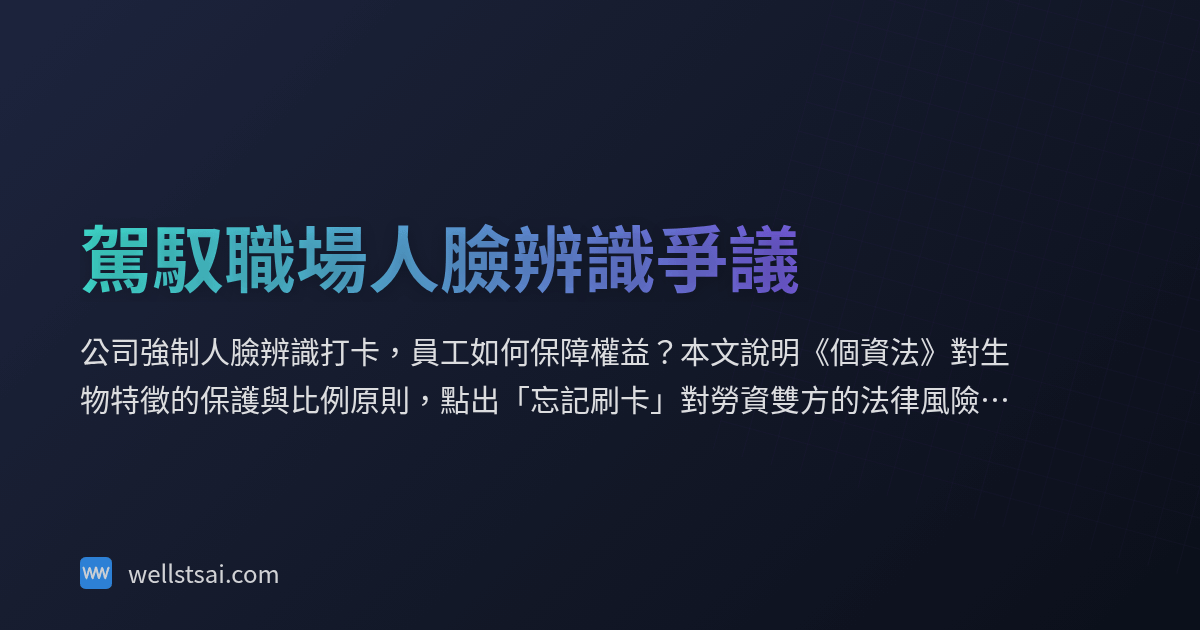 駕馭職場人臉辨識爭議
公司強制人臉辨識打卡，員工如何保障權益？本文說明《個資法》對生
物特徵的保護與比例原則，點出「忘記刷卡」對勞資雙方的法律風險…
wellstsai.com